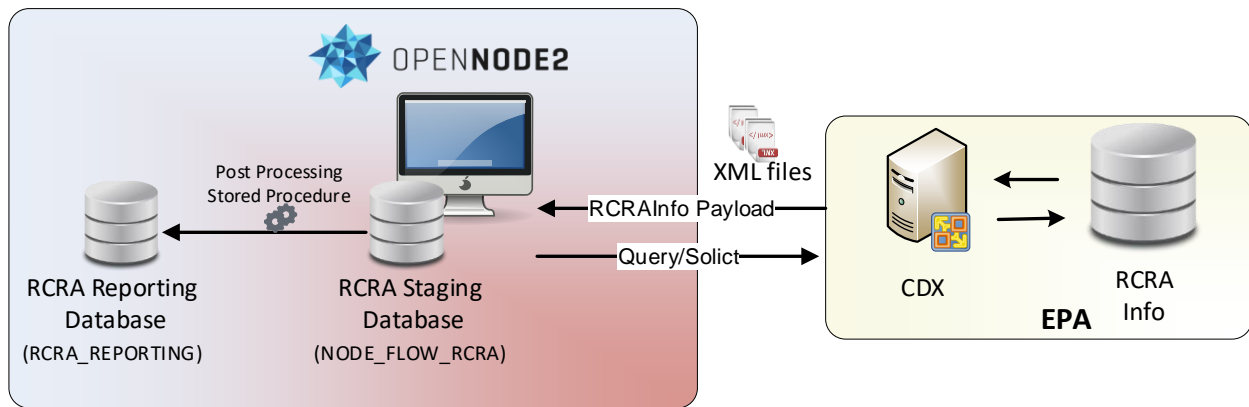 OPENNODE2
Post Processing
Stored Procedure
XML files
RCRAInfo Payload
Query/Solict
RCRA Reporting
Database
(RCRA_REPORTING)
RCRA Staging
Database
(NODE_FLOW_RCRA)
CDX
RCRA
Info
EPA
XML